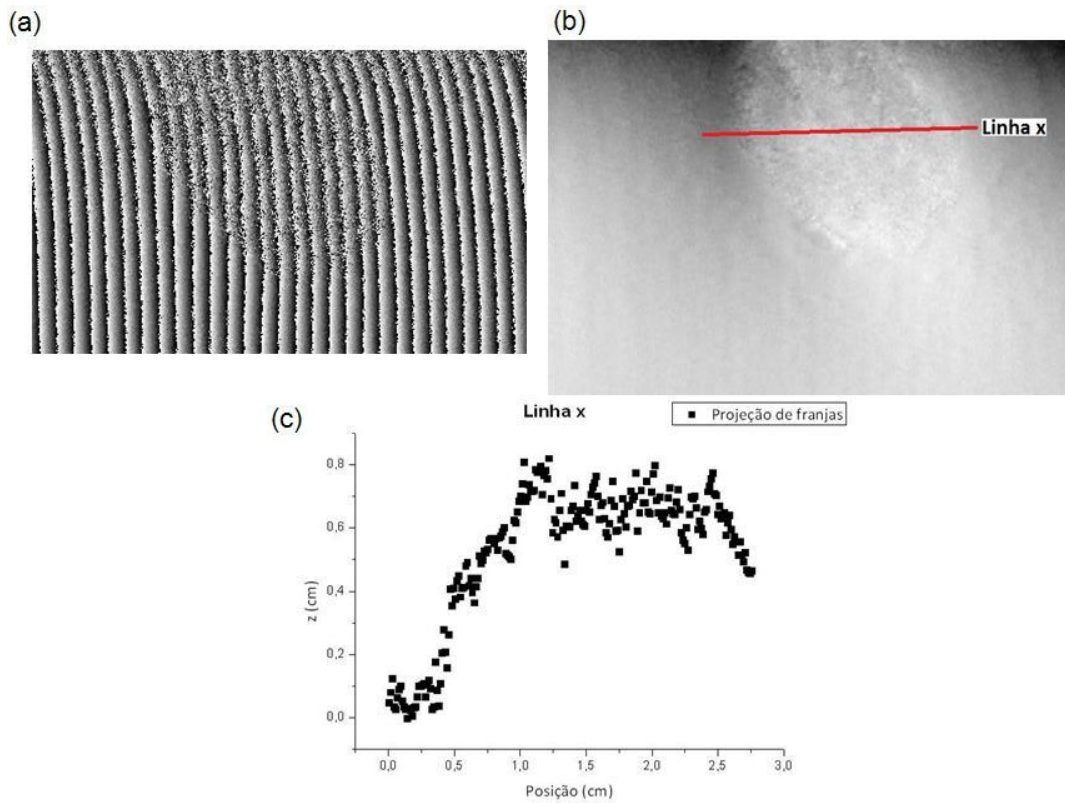 (a)
(b)
Linha x
(c)
Linha x
Projeção de franjas
z (cm)
0,8
0,6
0,4
0,2
0,0
0,0 0,5 1,0 1,5 2,0 2,5 3,0
Posição (cm)